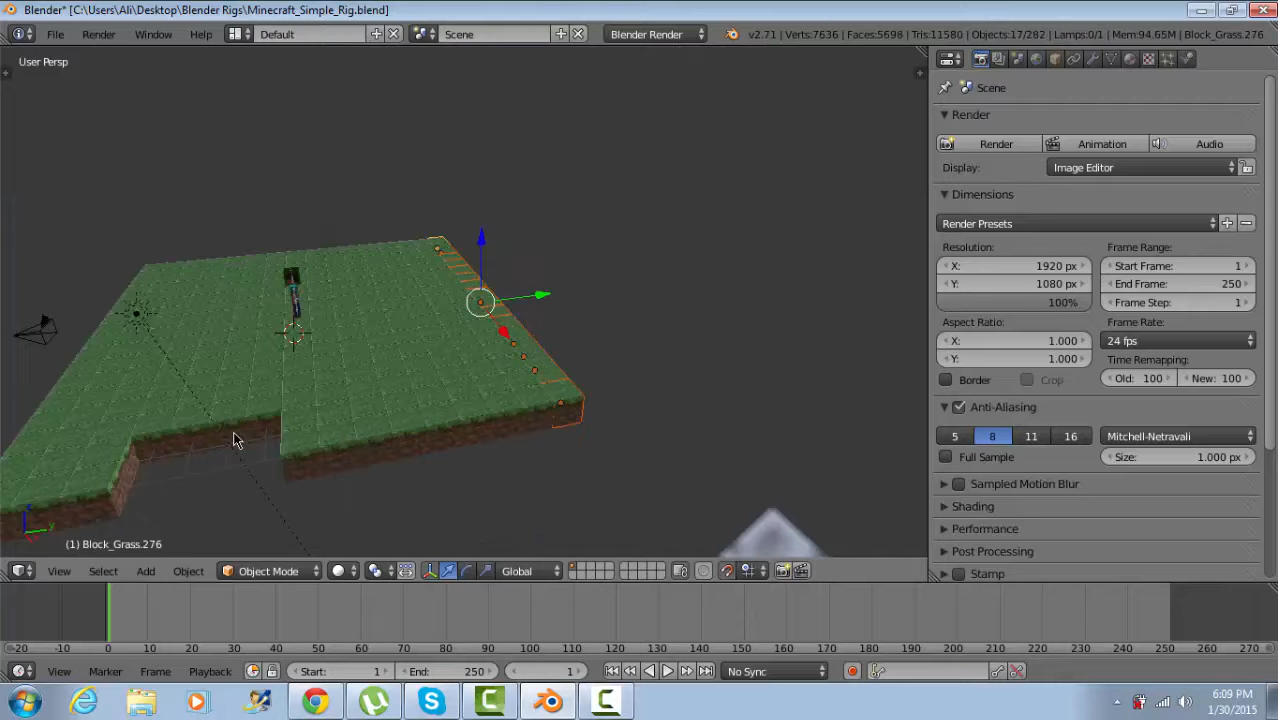 Blender* [C:\Users\Ali\Desktop\Blender Rigs\Minecraft_Simple_Rig.blend]
File Render Window Help Default Scene Blender Render v2.71 | Verts:7636 | Faces:5698 | Tris:11580 | Objects:17/282 | Lamps:0/1 | Mem:94.65M | Block_Grass.276
User Persp
Scene
Render
Render Animation Audio
Display: Image Editor
Dimensions
Render Presets
Resolution: Frame Range:
X: 1920 px Start Frame: 1
Y: 1080 px End Frame: 250
100% Frame Step: 1
Aspect Ratio: Frame Rate:
X: 1.000 24 fps
Y: 1.000 Time Remapping:
Border Crop Old: 100 New: 100
Anti-Aliasing
5 8 11 16 Mitchell-Netravali
Full Sample Size: 1.000 px
Sampled Motion Blur
Shading
Performance
Post Processing
Stamp
z
y
(1) Block_Grass.276
View Select Add Object Object Mode Global
-20 -10 0 10 20 30 40 50 60 70 80 90 100 110 120 130 140 150 160 170 180 190 200 210 220 230 240 250 260 270
View Marker Frame Playback Start: 1 End: 250 1 No Sync
6:09 PM
1/30/2015